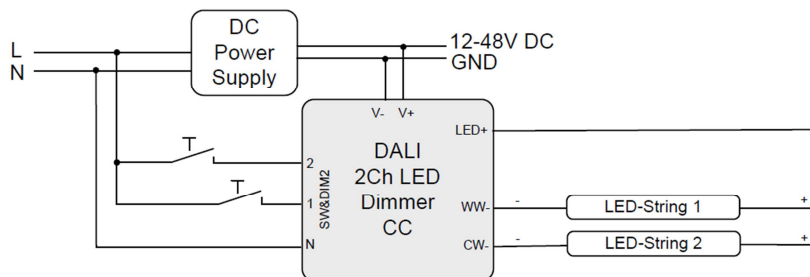 DC
Power
Supply
L
N
12-48V DC
GND
V- V+
LED+
DALI
2Ch LED
Dimmer
CC
T
T
2
1
N
SW&DIM2
WW- - LED-String 1 +
CW- - LED-String 2 +